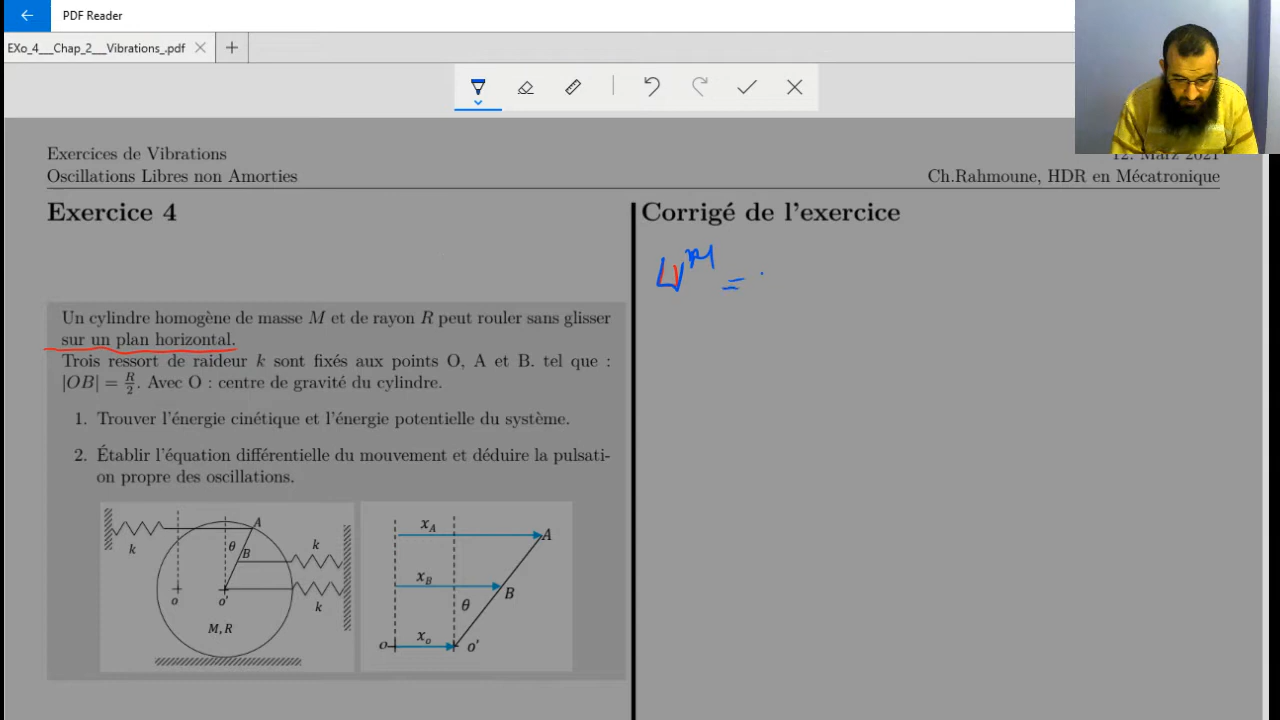 PDF Reader
EXo_4___Chap_2___Vibrations_.pdf
Exercices de Vibrations
Oscillations Libres non Amorties
12. März 2021
Ch.Rahmoune, HDR en Mécatronique
Exercice 4
Un cylindre homogène de masse M et de rayon R peut rouler sans glisser
sur un plan horizontal.
Trois ressort de raideur k sont fixés aux points O, A et B. tel que :
|OB| = R/2. Avec O : centre de gravité du cylindre.
1. Trouver l'énergie cinétique et l'énergie potentielle du système.
2. Établir l'équation différentielle du mouvement et déduire la pulsati-
on propre des oscillations.
k
A
θ
B
k
o
o'
k
M, R
x_A
A
x_B
B
θ
o
x_o
o'
Corrigé de l'exercice
=